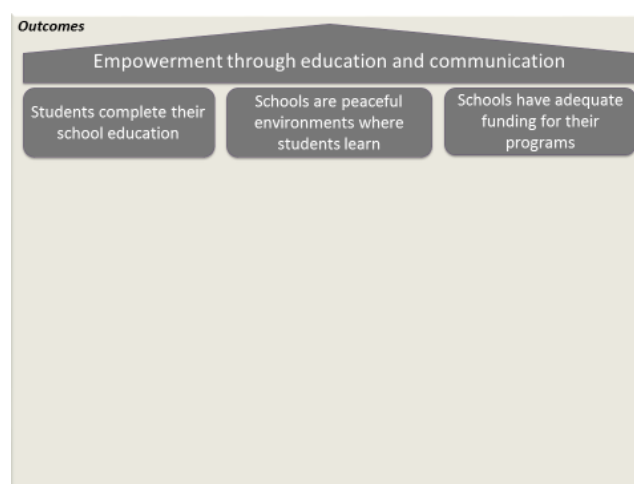 Outcomes
Empowerment through education and communication
Students complete their
school education
Schools are peaceful
environments where
students learn
Schools have adequate
funding for their
programs